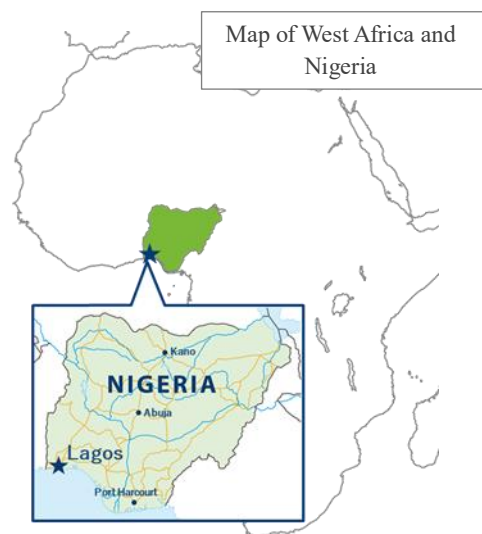 Map of West Africa and
Nigeria
Kano
NIGERIA
Abuja
Lagos
Port Harcourt